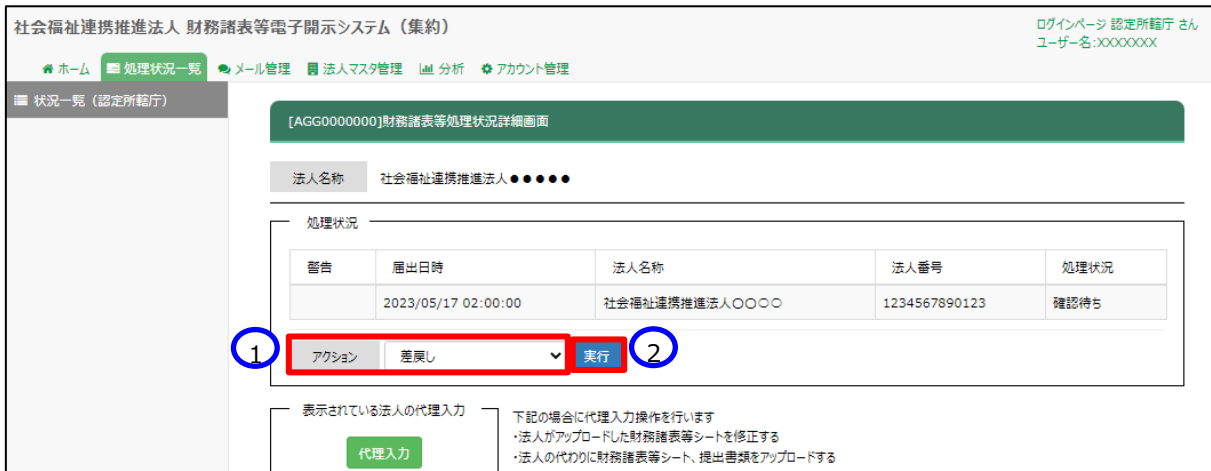 社会福祉連携推進法人 財務諸表等電子開示システム（集約）
ログインページ 認定所轄庁 さん
ユーザー名:XXXXXXX
ホーム 処理状況一覧 メール管理 法人マスタ管理 分析 アカウント管理
状況一覧（認定所轄庁）
[AGG0000000]財務諸表等処理状況詳細画面
法人名称 社会福祉連携推進法人●●●●●
処理状況
警告 届出日時 法人名称 法人番号 処理状況
2023/05/17 02:00:00 社会福祉連携推進法人〇〇〇〇 1234567890123 確認待ち
1 アクション 差戻し 実行 2
表示されている法人の代理入力
下記の場合に代理入力操作を行います
・法人がアップロードした財務諸表等シートを修正する
代理入力
・法人の代わりに財務諸表等シート、提出書類をアップロードする